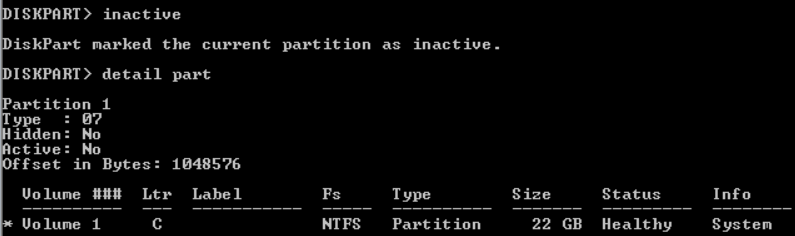 DISKPART> inactive
DiskPart marked the current partition as inactive.
DISKPART> detail part
Partition 1
Type  : 07
Hidden: No
Active: No
Offset in Bytes: 1048576
  Volume ###  Ltr  Label        Fs     Type        Size     Status     Info
  ----------  ---  -----------  -----  ----------  -------  ---------  --------
* Volume 1     C                NTFS   Partition     22 GB  Healthy    System